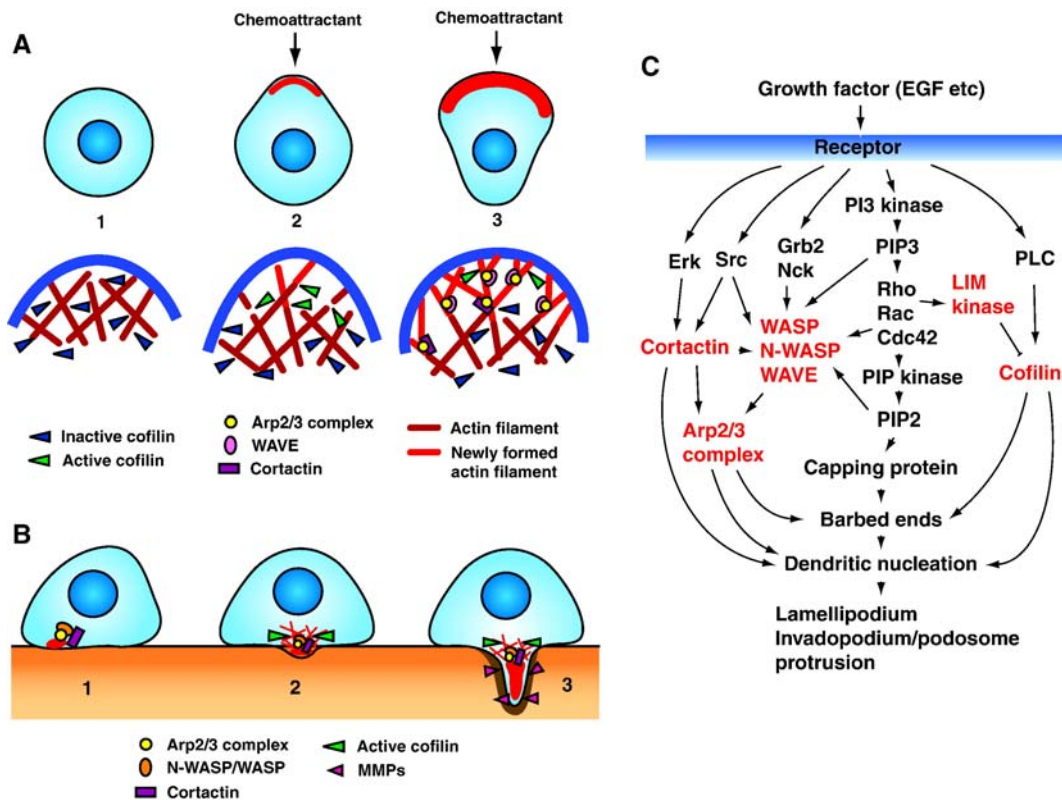 A
Chemoattractant
Chemoattractant
1
2
3
Inactive cofilin
Active cofilin
Arp2/3 complex
WAVE
Cortactin
Actin filament
Newly formed
actin filament
B
1
2
3
Arp2/3 complex
N-WASP/WASP
Cortactin
Active cofilin
MMPs
C
Growth factor (EGF etc)
Receptor
PI3 kinase
Erk
Src
Grb2
Nck
PIP3
PLC
Rho
Rac
Cdc42
LIM
kinase
Cortactin
WASP
N-WASP
WAVE
PIP kinase
Cofilin
PIP2
Arp2/3
complex
Capping protein
Barbed ends
Dendritic nucleation
Lamellipodium
Invadopodium/podosome
protrusion